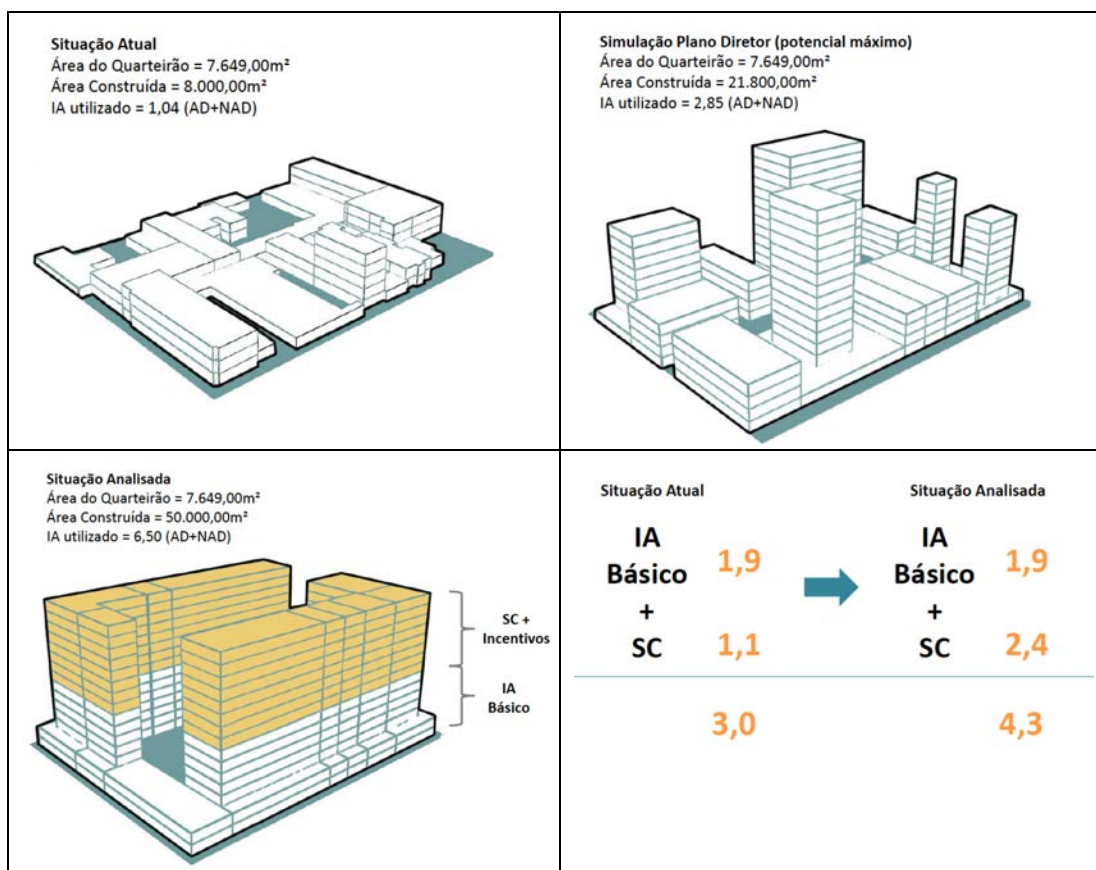 Situação Atual
Área do Quarteirão = 7.649,00m²
Área Construída = 8.000,00m²
IA utilizado = 1,04 (AD+NAD)
Simulação Plano Diretor (potencial máximo)
Área do Quarteirão = 7.649,00m²
Área Construída = 21.800,00m²
IA utilizado = 2,85 (AD+NAD)
Situação Analisada
Área do Quarteirão = 7.649,00m²
Área Construída = 50.000,00m²
IA utilizado = 6,50 (AD+NAD)
SC +
Incentivos
IA
Básico
Situação Atual
IA
Básico 1,9
+
SC 1,1
3,0
Situação Analisada
IA
Básico 1,9
+
SC 2,4
4,3